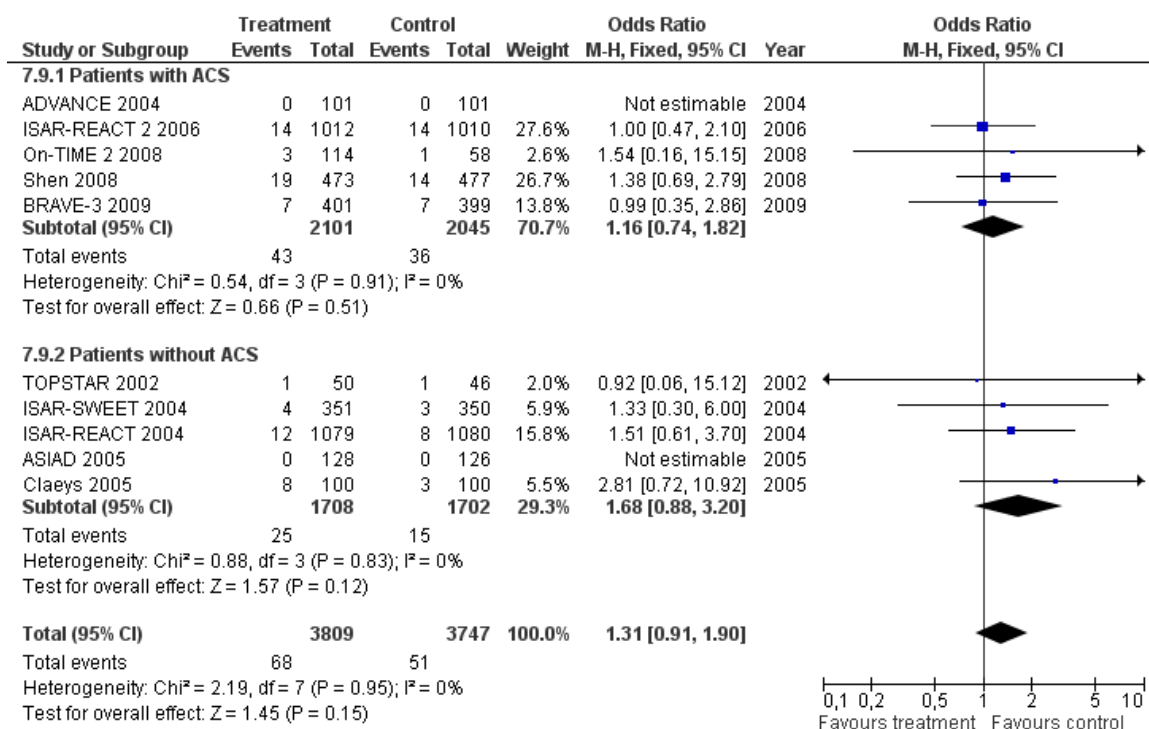 Treatment Control Odds Ratio Odds Ratio
Study or Subgroup Events Total Events Total Weight M-H, Fixed, 95% CI Year M-H, Fixed, 95% CI
7.9.1 Patients with ACS
ADVANCE 2004 0 101 0 101 Not estimable 2004
ISAR-REACT 2 2006 14 1012 14 1010 27.6% 1.00 [0.47, 2.10] 2006
On-TIME 2 2008 3 114 1 58 2.6% 1.54 [0.16, 15.15] 2008
Shen 2008 19 473 14 477 26.7% 1.38 [0.69, 2.79] 2008
BRAVE-3 2009 7 401 7 399 13.8% 0.99 [0.35, 2.86] 2009
Subtotal (95% CI) 2101 2045 70.7% 1.16 [0.74, 1.82]
Total events 43 36
Heterogeneity: Chi² = 0.54, df = 3 (P = 0.91); I² = 0%
Test for overall effect: Z = 0.66 (P = 0.51)
7.9.2 Patients without ACS
TOPSTAR 2002 1 50 1 46 2.0% 0.92 [0.06, 15.12] 2002
ISAR-SWEET 2004 4 351 3 350 5.9% 1.33 [0.30, 6.00] 2004
ISAR-REACT 2004 12 1079 8 1080 15.8% 1.51 [0.61, 3.70] 2004
ASIAD 2005 0 128 0 126 Not estimable 2005
Claeys 2005 8 100 3 100 5.5% 2.81 [0.72, 10.92] 2005
Subtotal (95% CI) 1708 1702 29.3% 1.68 [0.88, 3.20]
Total events 25 15
Heterogeneity: Chi² = 0.88, df = 3 (P = 0.83); I² = 0%
Test for overall effect: Z = 1.57 (P = 0.12)
Total (95% CI) 3809 3747 100.0% 1.31 [0.91, 1.90]
Total events 68 51
Heterogeneity: Chi² = 2.19, df = 7 (P = 0.95); I² = 0%
Test for overall effect: Z = 1.45 (P = 0.15)
0,1 0,2 0,5 1 2 5 10
Favours treatment Favours control